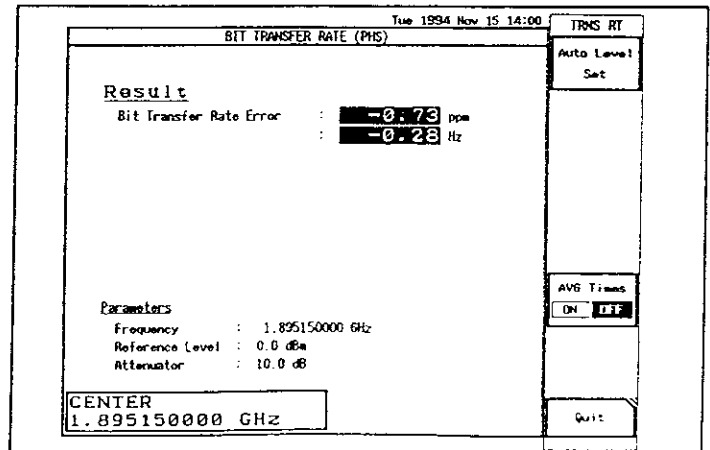 Tue 1994 Nov 15 14:00
BIT TRANSFER RATE (PHS)
TRNS RT
Auto Level
Set
Result
Bit Transfer Rate Error : -0.73 ppm
: -0.28 Hz
AVG Times
ON OFF
Parameters
Frequency : 1.895150000 GHz
Reference Level : 0.0 dBm
Attenuator : 10.0 dB
CENTER
1.895150000 GHz
Quit